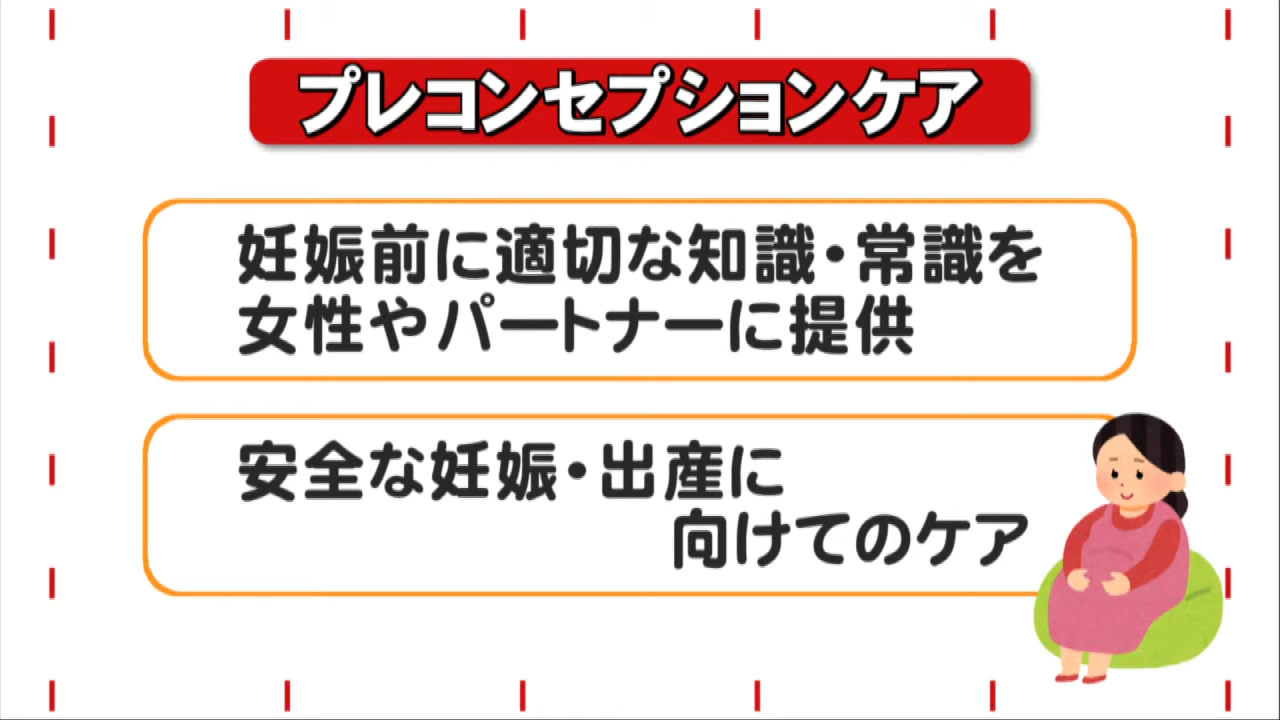 プレコンセプションケア
妊娠前に適切な知識・常識を
女性やパートナーに提供
安全な妊娠・出産に
向けてのケア